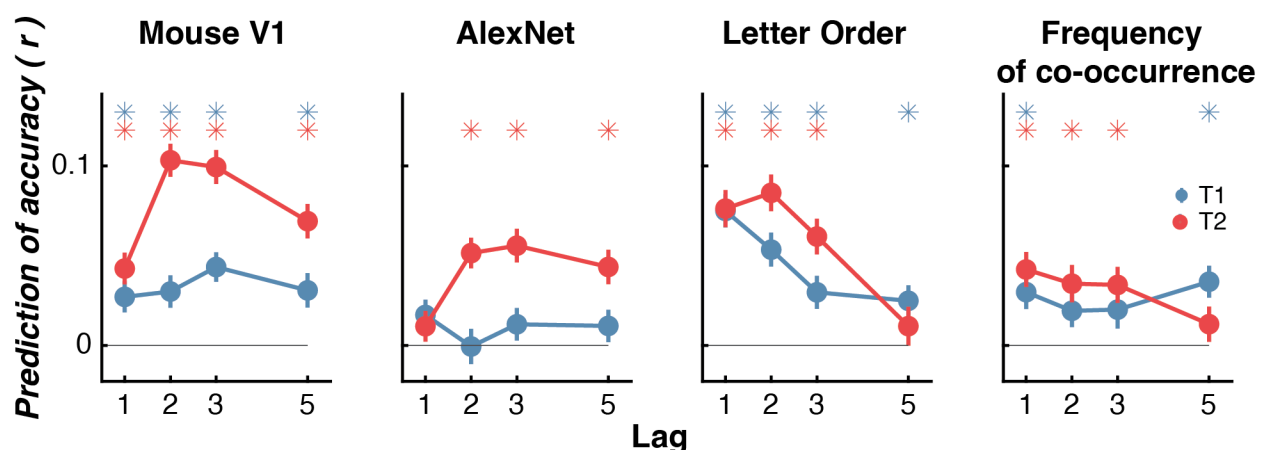 Mouse V1
AlexNet
Letter Order
Frequency
of co-occurrence
Prediction of accuracy ( r )
0.1
0
T1
T2
1 2 3 5
1 2 3 5
1 2 3 5
1 2 3 5
Lag